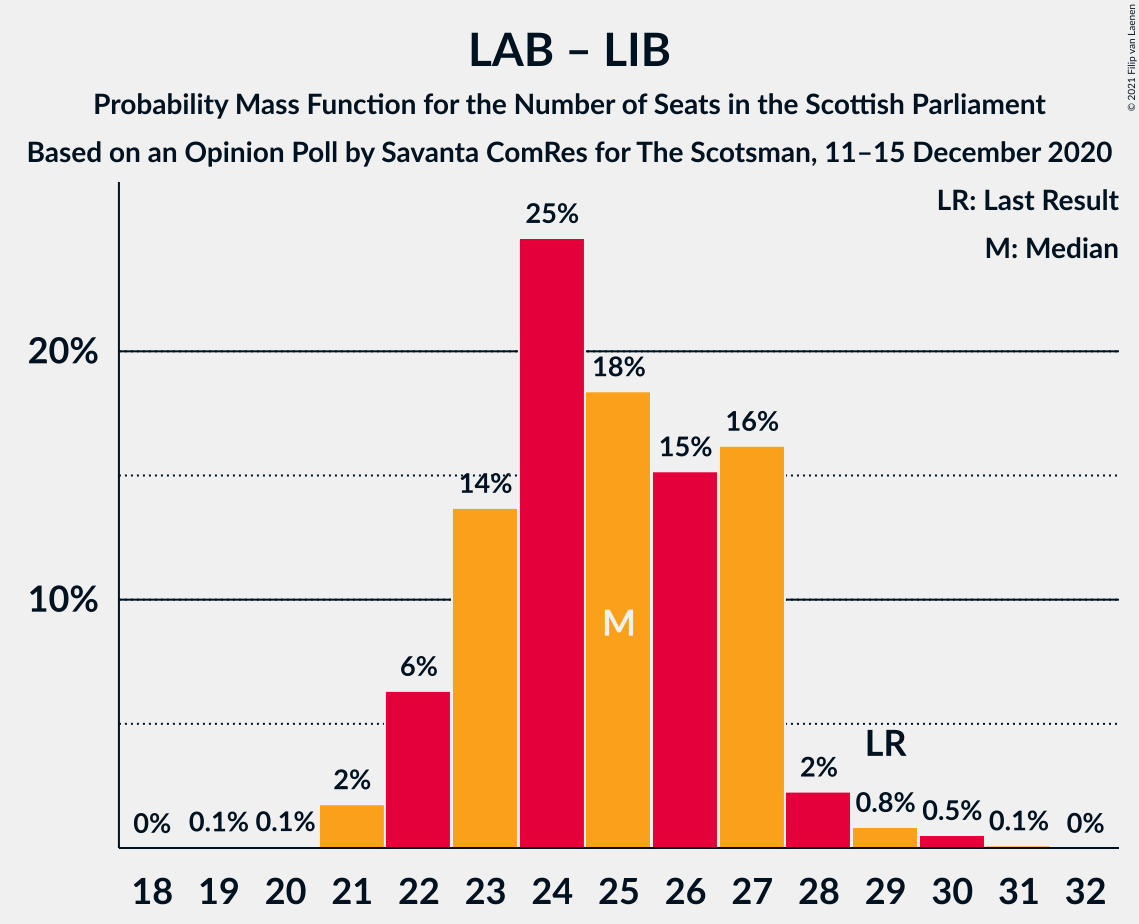 LAB – LIB
Probability Mass Function for the Number of Seats in the Scottish Parliament
Based on an Opinion Poll by Savanta ComRes for The Scotsman, 11–15 December 2020
© 2021 Filip van Laenen
LR: Last Result
M: Median
25%
20%
18%
16%
15%
14%
10%
M
6%
LR
2%
2%
0% 0.1% 0.1% 0.8% 0.5% 0.1% 0%
18 19 20 21 22 23 24 25 26 27 28 29 30 31 32